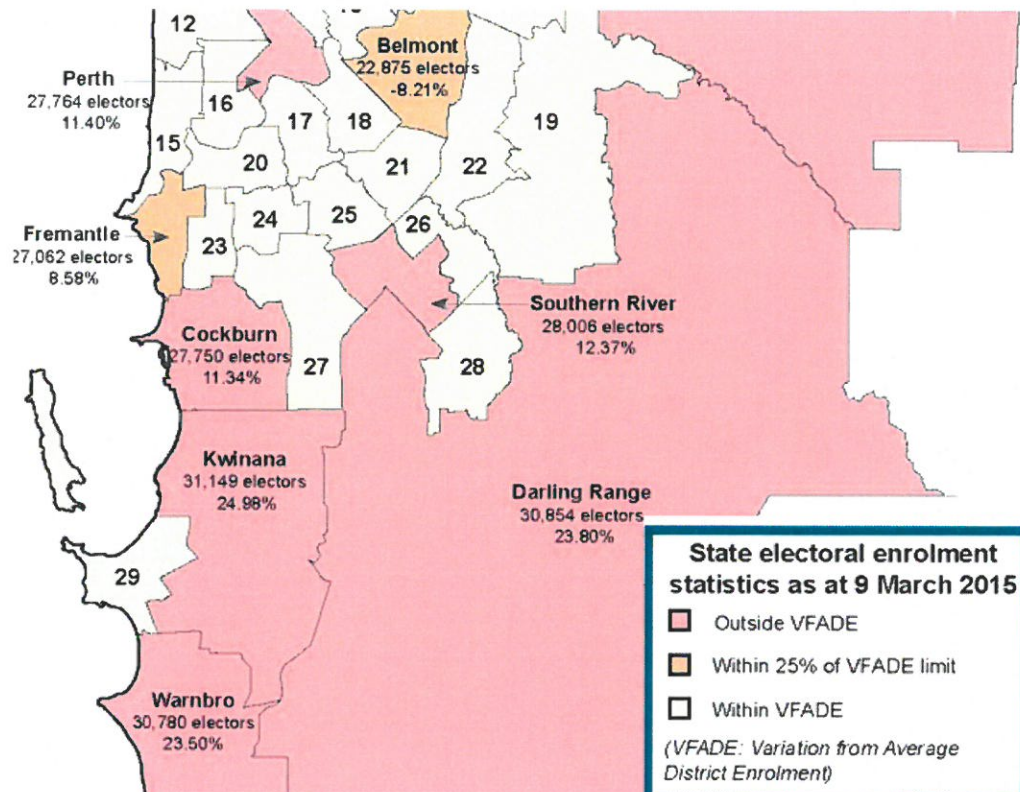 12
Belmont
22,875 electors
-8.21%
Perth
27,764 electors
11.40%
16
15
17
18
19
20
21
22
Fremantle
27,062 electors
8.58%
23
24
25
26
Southern River
28,006 electors
12.37%
Cockburn
27,750 electors
11.34%
27
28
Kwinana
31,149 electors
24.98%
Darling Range
30,854 electors
23.80%
29
Warnbro
30,780 electors
23.50%
State electoral enrolment
statistics as at 9 March 2015
Outside VFADE
Within 25% of VFADE limit
Within VFADE
(VFADE: Variation from Average
District Enrolment)